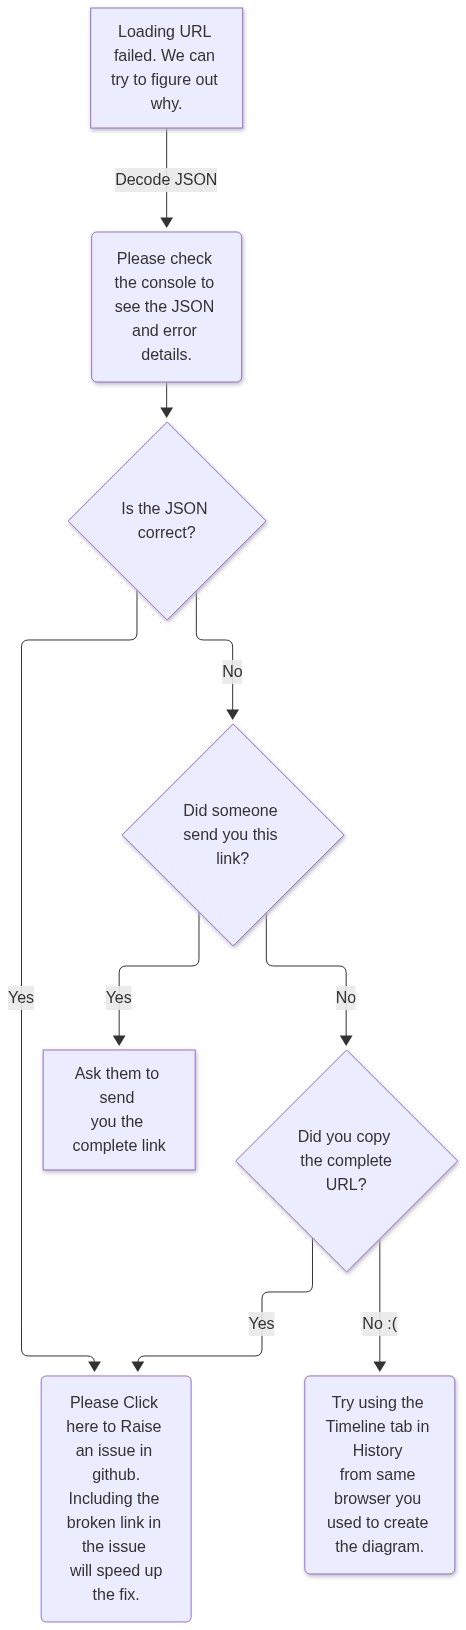 Loading URL
failed. We can
try to figure out
why.
Decode JSON
Please check
the console to
see the JSON
and error
details.
Is the JSON
correct?
No
Did someone
send you this
link?
Yes
Yes
No
Ask them to
send
you the
complete link
Did you copy
the complete
URL?
Yes
No :(
Please Click
here to Raise
an issue in
github.
Including the
broken link in
the issue
will speed up
the fix.
Try using the
Timeline tab in
History
from same
browser you
used to create
the diagram.